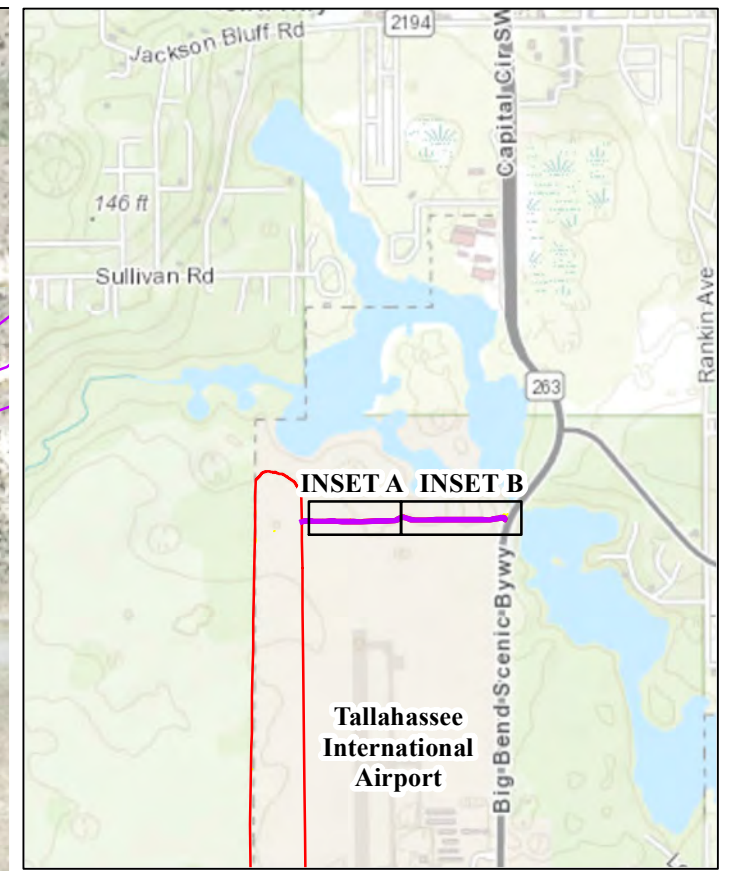 2194
Jackson Bluff Rd
Capital Cir SW
146 ft
Sullivan Rd
Rankin Ave
263
INSET A
INSET B
Big Bend Scenic Bywy
Tallahassee
International
Airport